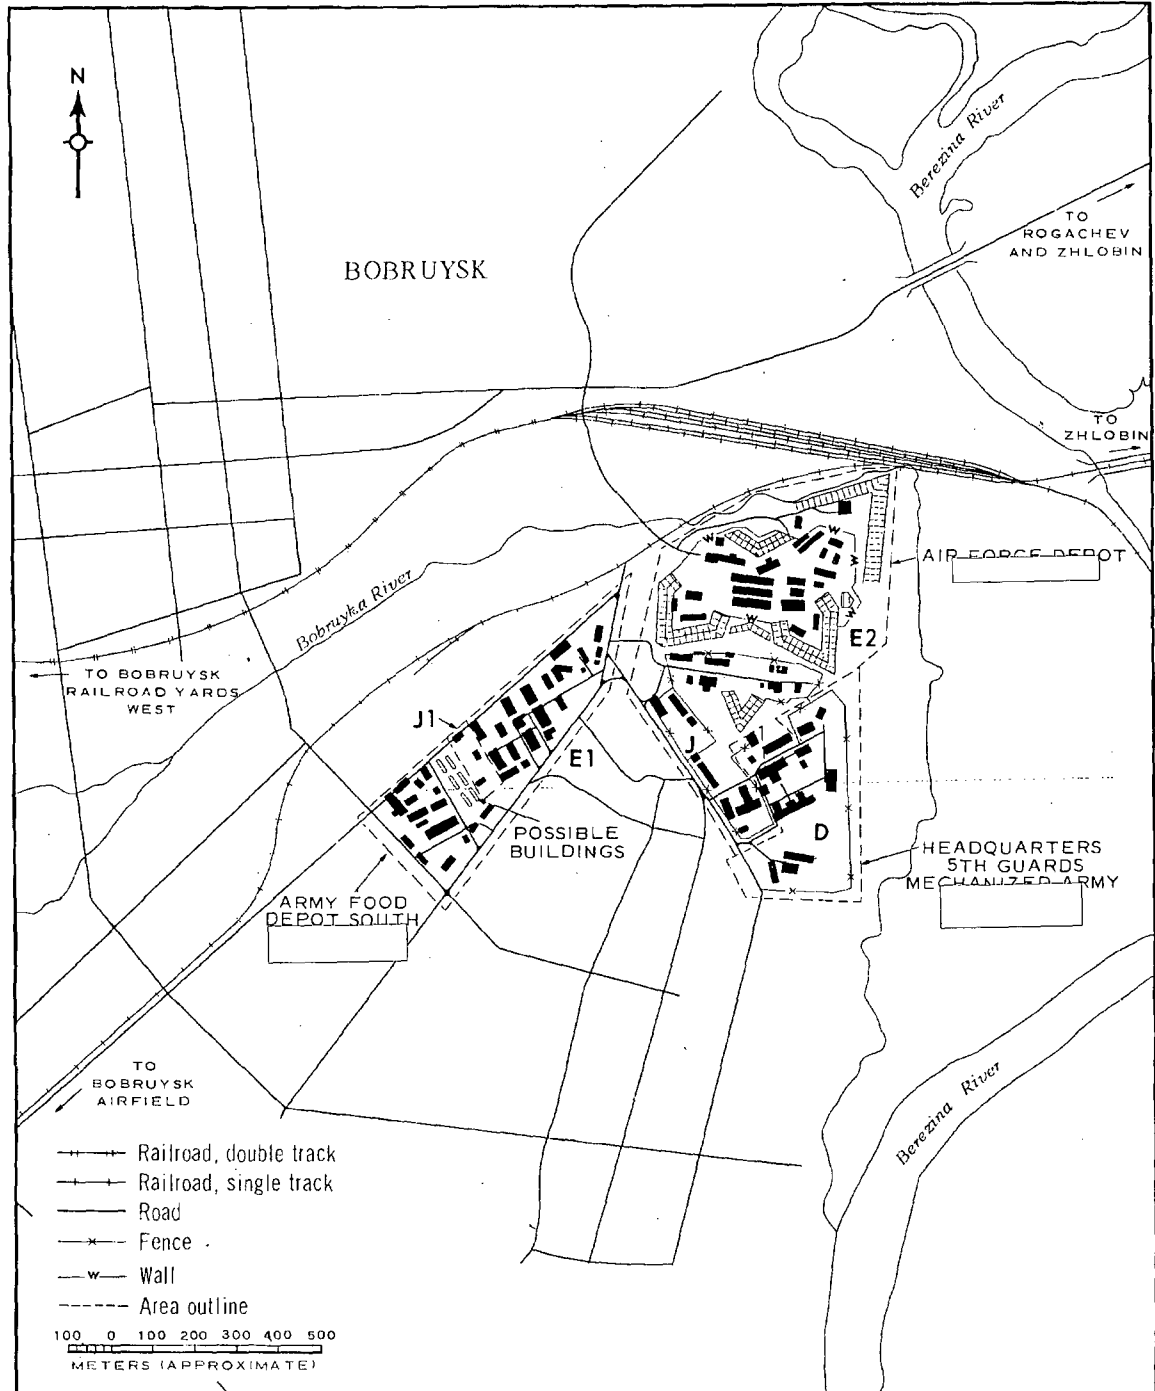 N
Berezina River
TO
ROGACHEV
AND ZHLOBIN
BOBRUYSK
TO
ZHLOBIN
W
W
W
AIR FORCE DEPOT
Bobruyka River
W
E2
TO BOBRUYSK
RAILROAD YARDS
WEST
J1
J
E1
POSSIBLE
BUILDINGS
D
HEADQUARTERS
5TH GUARDS
MECHANIZED ARMY
ARMY FOOD
DEPOT SOUTH
TO
BOBRUYSK
AIRFIELD
Berezina River
Railroad, double track
Railroad, single track
Road
Fence
W Wall
Area outline
100 0 100 200 300 400 500
METERS (APPROXIMATE)